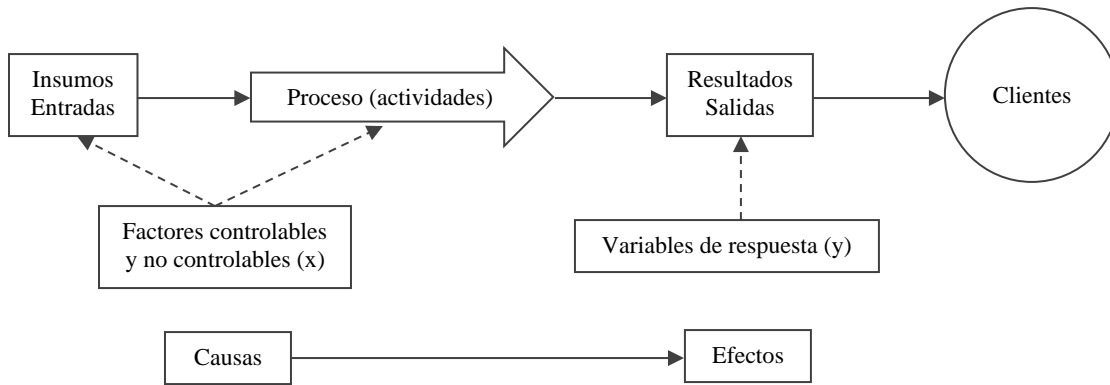 Insumos
Entradas
Proceso (actividades)
Resultados
Salidas
Clientes
Factores controlables
y no controlables (x)
Variables de respuesta (y)
Causas
Efectos